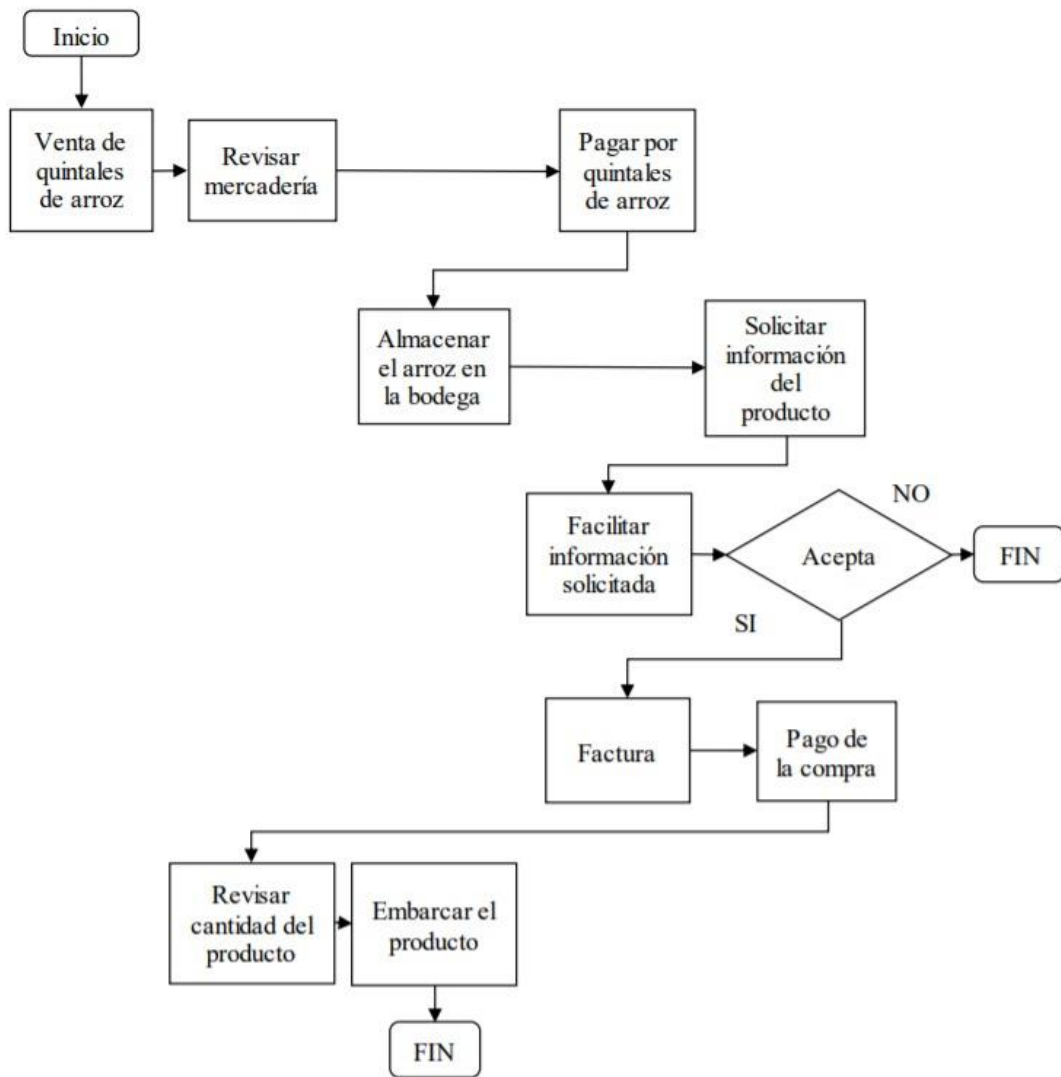 Inicio
Venta de
quintales
de arroz
Revisar
mercadería
Pagar por
quintales
de arroz
Almacenar
el arroz en
la bodega
Solicitar
información
del
producto
Facilitar
información
solicitada
Acepta
NO
FIN
SI
Factura
Pago de
la compra
Revisar
cantidad del
producto
Embarcar el
producto
FIN